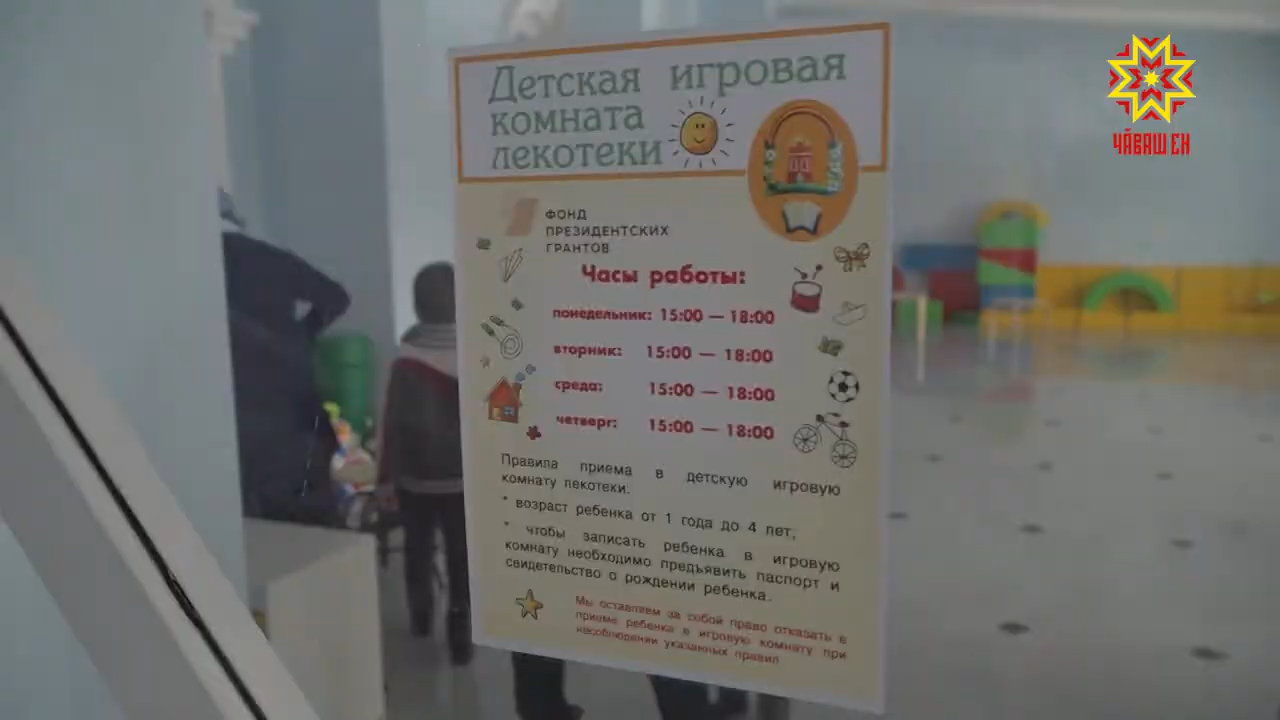 Детская игровая
комната
лекотеки
ФОНД
ПРЕЗИДЕНТСКИХ
ГРАНТОВ
Часы работы:
понедельник: 15:00 — 18:00
вторник: 15:00 — 18:00
среда: 15:00 — 18:00
четверг: 15:00 — 18:00
Правила приема в детскую игровую
комнату лекотеки:
* возраст ребенка от 1 года до 4 лет;
* чтобы записать ребенка в игровую
комнату необходимо предъявить паспорт и
свидетельство о рождении ребенка.
Мы оставляем за собой право отказать в
приеме ребенка в игровую комнату при
несоблюдении указанных правил
ЧӐВАШ ЕН